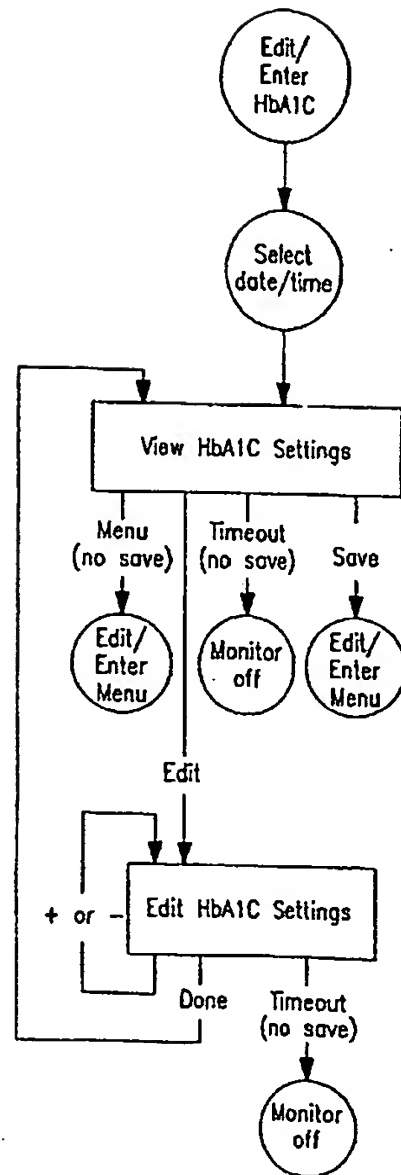 Edit/
Enter
HbA1C
Select
date/time
View HbA1C Settings
Menu
(no save)
Timeout
(no save)
Save
Edit/
Enter
Menu
Monitor
off
Edit/
Enter
Menu
Edit
+ or -
Edit HbA1C Settings
Done
Timeout
(no save)
Monitor
off